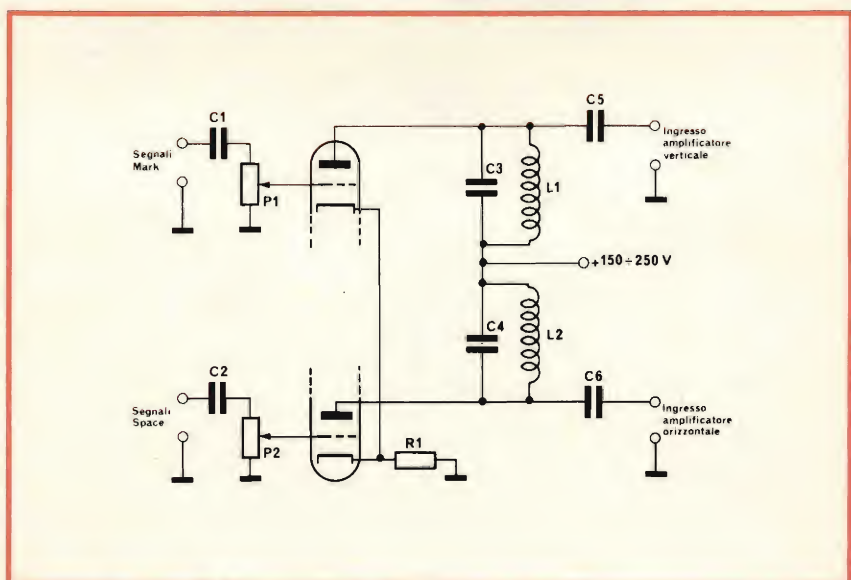 Segnali
Mark
C1
P1
C3
L1
C5
Ingresso
amplificatore
verticale
+150÷250 V
Segnali
Space
C2
P2
C4
L2
C6
R1
Ingresso
amplificatore
orizzontale